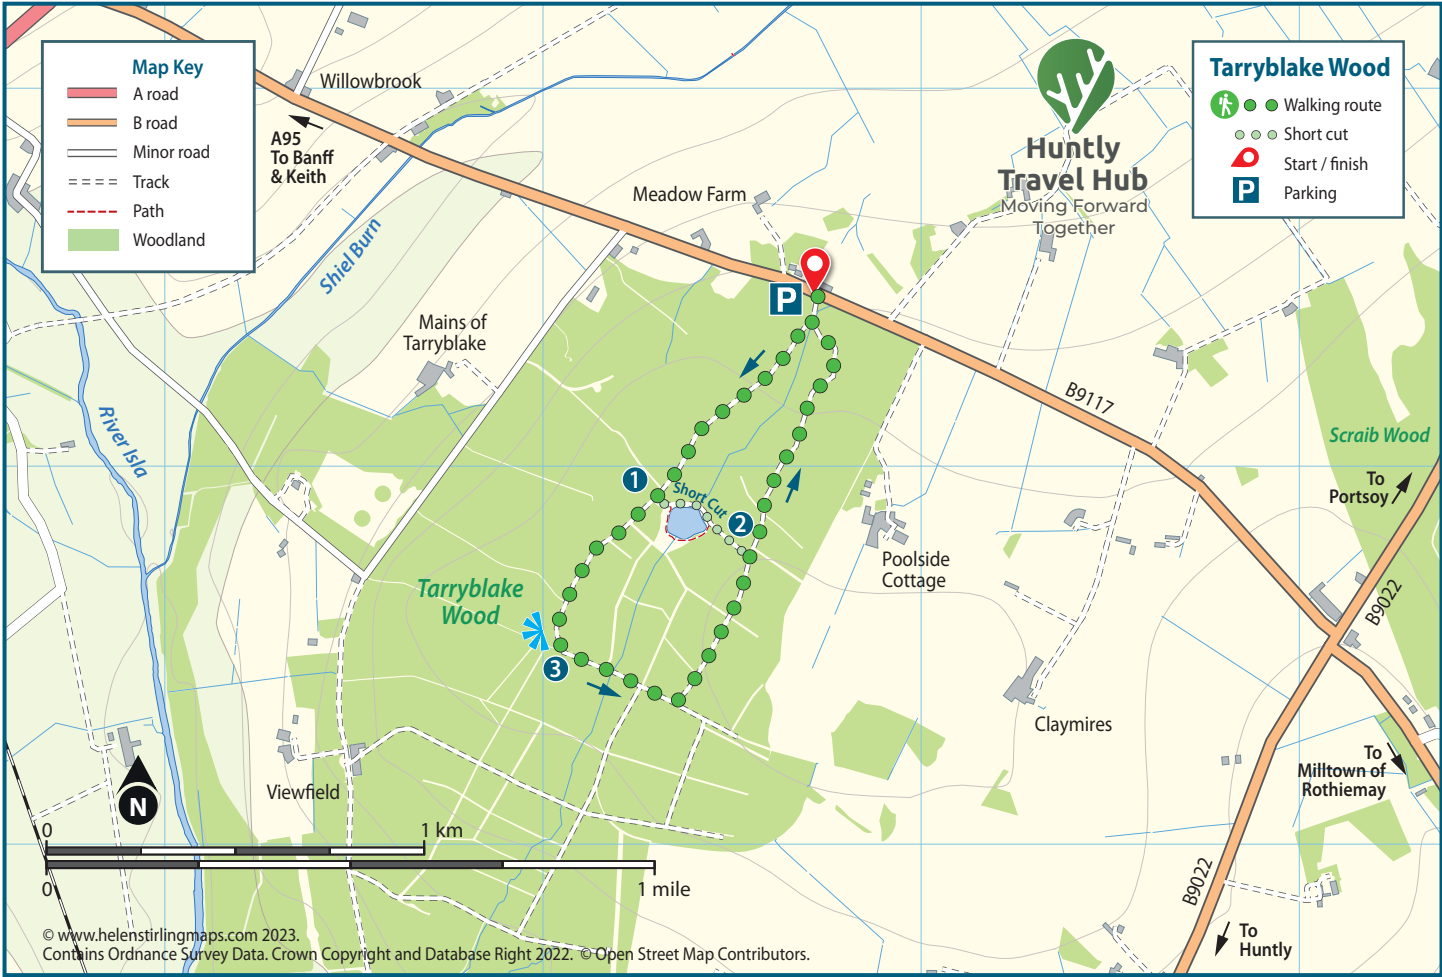 Map Key
A road
B road
Minor road
Track
Path
Woodland
Willowbrook
A95
To Banff
& Keith
Shiel Burn
Meadow Farm
Huntly
Travel Hub
Moving Forward
Together
Tarryblake Wood
Walking route
Short cut
Start / finish
P
Parking
P
Mains of
Tarryblake
River Isla
B9117
Scraib Wood
To
Portsoy
1
Short Cut
2
Poolside
Cottage
Tarryblake
Wood
3
B9022
Claymires
To
Milltown of
Rothiemay
Viewfield
N
0
1 km
0
1 mile
B9022
To
Huntly
© www.helenstirlingmaps.com 2023.
Contains Ordnance Survey Data. Crown Copyright and Database Right 2022. © Open Street Map Contributors.